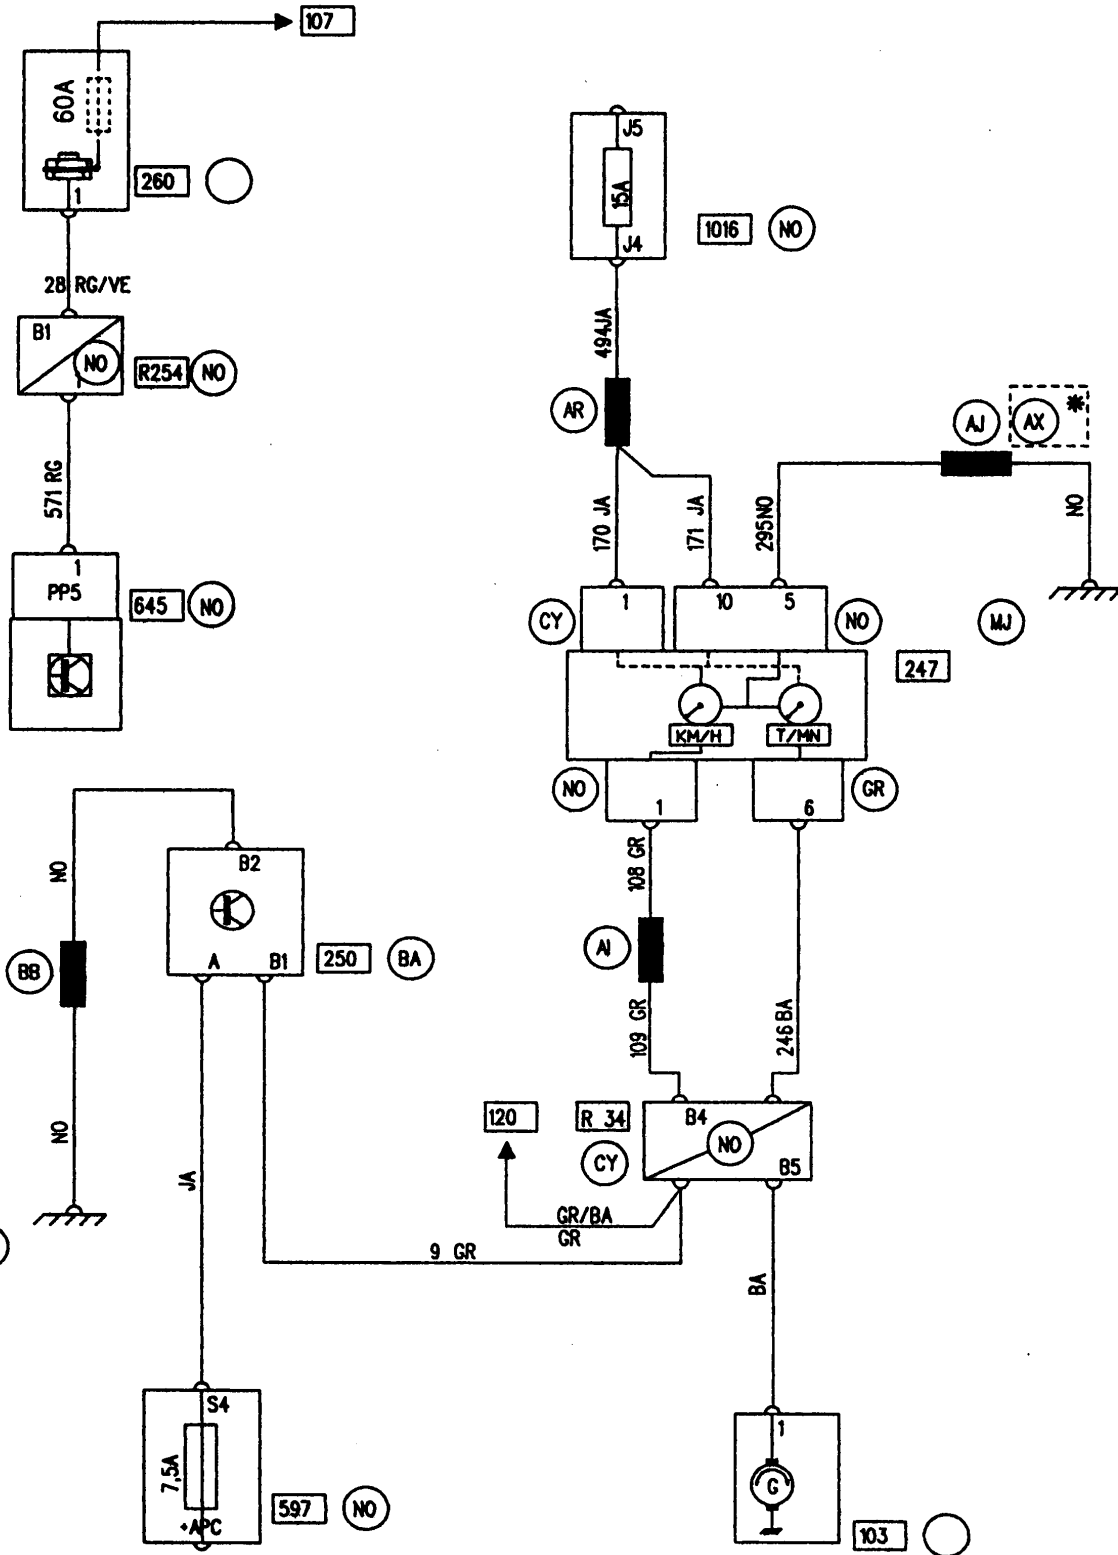 107
60A
1
260
28 RG/VE
B1
NO
1
R254
NO
571 RG
1
PP5
645
NO
J5
15A
J4
1016
NO
494JA
AR
170 JA
171 JA
295NO
AJ
AX
*
NO
CY
1
10
5
NO
MJ
247
KM/H
T/MN
NO
1
6
GR
108 GR
AI
109 GR
246 BA
NO
B2
BB
A
B1
250
BA
NO
JA
120
R 34
B4
NO
CY
B5
GR/BA
GR
9 GR
BA
S4
7,5A
+APC
597
NO
1
G
103